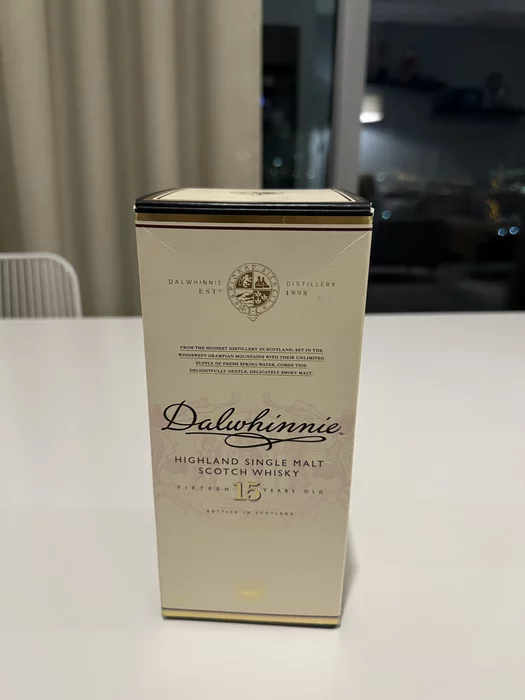 DALWHINNIE DISTILLERY
ESTD 1898
FROM THE HIGHEST DISTILLERY IN SCOTLAND, SET IN THE
WINDSWEPT GRAMPIAN MOUNTAINS WITH THEIR UNLIMITED
SUPPLY OF FRESH SPRING WATER, COMES THIS
DELIGHTFULLY GENTLE, DELICATELY SMOKY MALT.
Dalwhinnie™
HIGHLAND SINGLE MALT
SCOTCH WHISKY
FIFTEEN 15 YEARS OLD
BOTTLED IN SCOTLAND